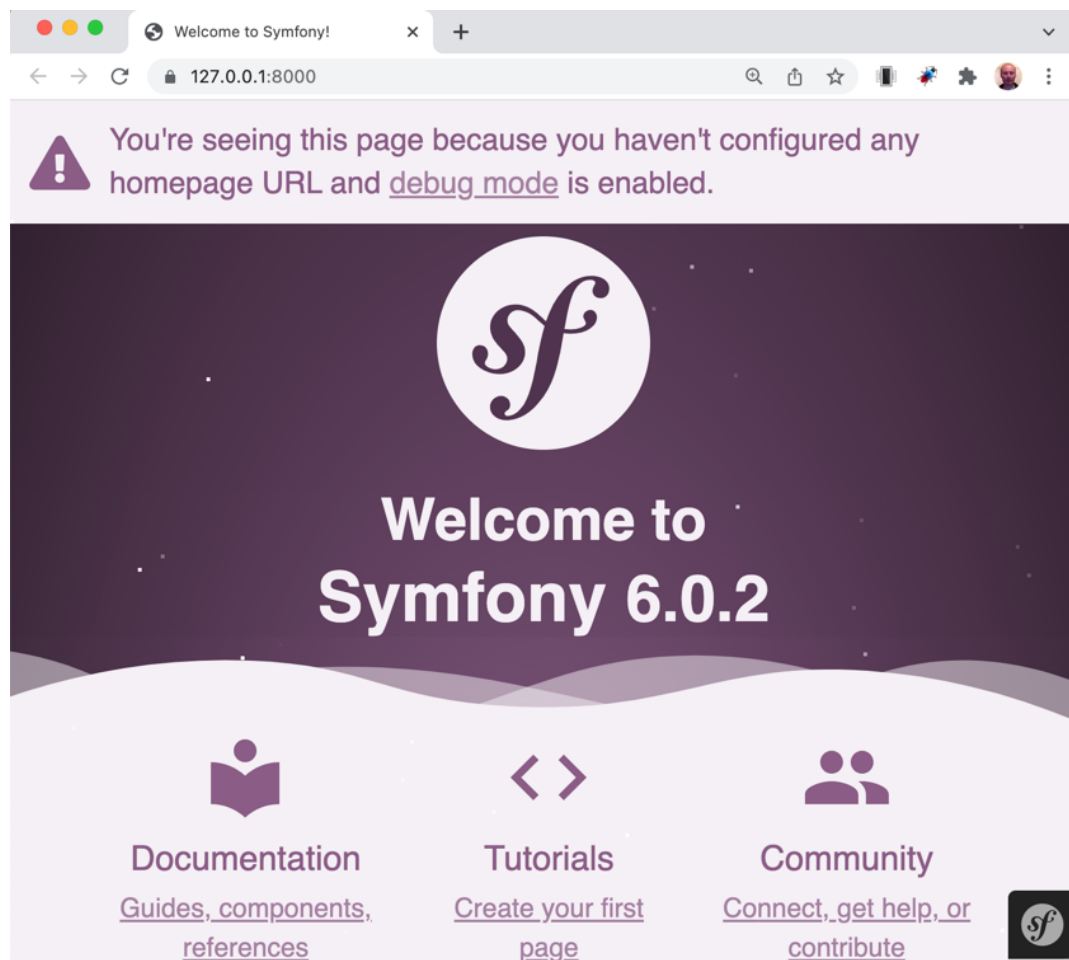 Welcome to Symfony!
127.0.0.1:8000
You're seeing this page because you haven't configured any
homepage URL and debug mode is enabled.
sf
Welcome to
Symfony 6.0.2
Documentation
Tutorials
Community
Guides, components,
references
Create your first
page
Connect, get help, or
contribute
sf